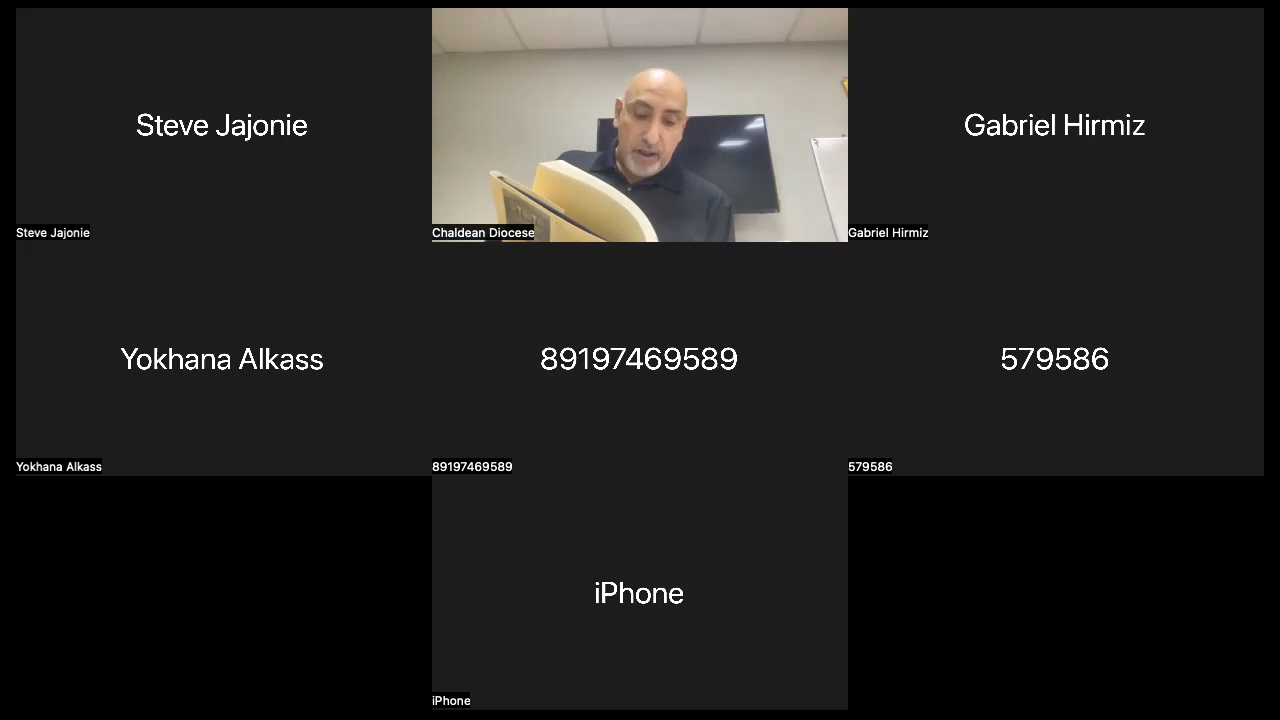 Steve Jajonie
Steve Jajonie
Chaldean Diocese
Gabriel Hirmiz
Gabriel Hirmiz
Yokhana Alkass
Yokhana Alkass
89197469589
89197469589
579586
579586
iPhone
iPhone